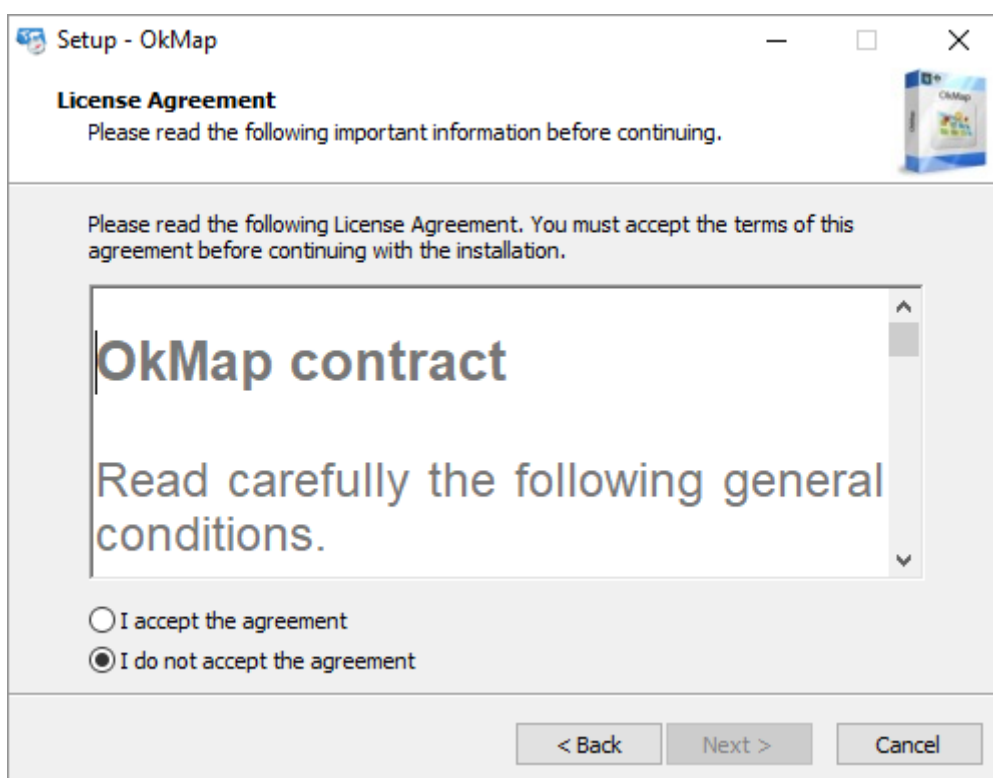 Setup - OkMap
License Agreement
Please read the following important information before continuing.
OkMap
Please read the following License Agreement. You must accept the terms of this
agreement before continuing with the installation.
OkMap contract
Read carefully the following general
conditions.
I accept the agreement
I do not accept the agreement
< Back
Next >
Cancel